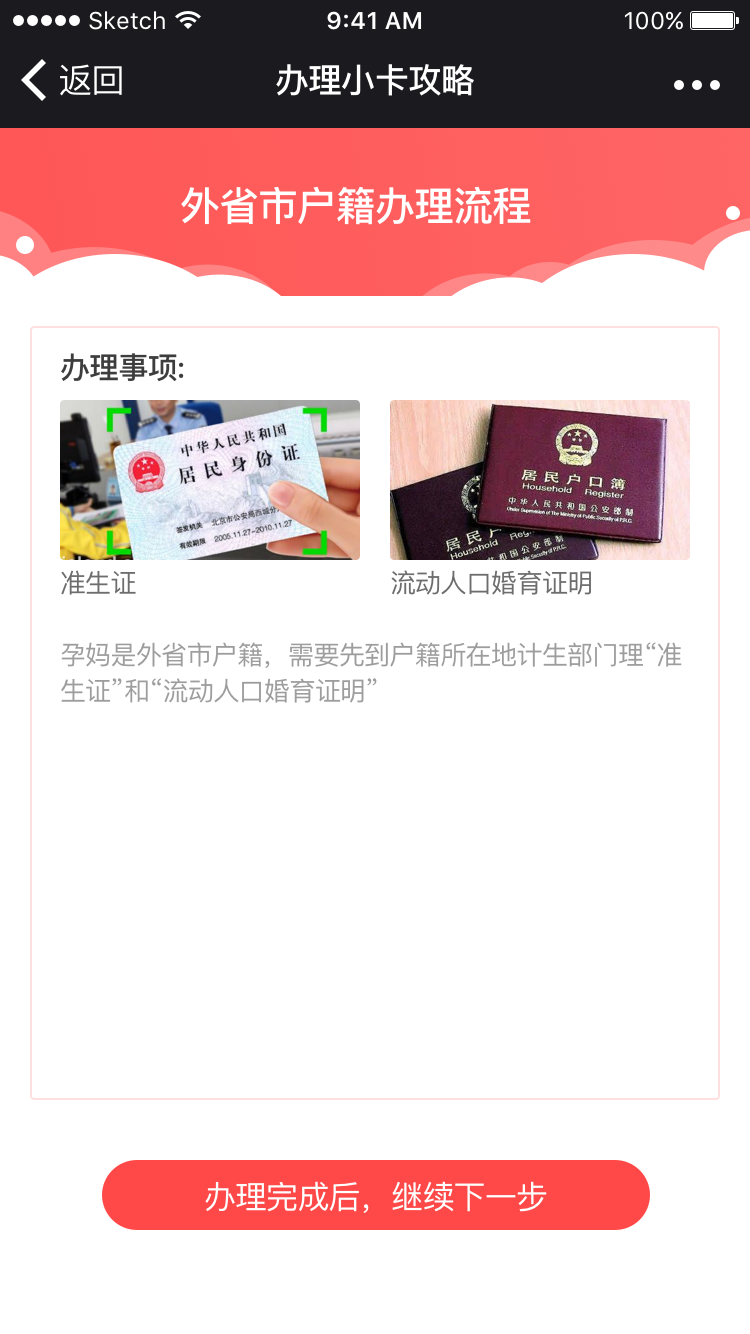 Sketch 9:41 AM 100%
返回 办理小卡攻略
外省市户籍办理流程
办理事项:
中华人民共和国
居民身份证
签发机关 北京市公安局西城分
有效期限 2005.11.27-2010.11.27
居民户口簿
Household Register
中华人民共和国公安部制
Under Supervision of The Ministry of Public Security of P.R.C.
居民户
Household Reg
和国公安部制
准生证 流动人口婚育证明
孕妈是外省市户籍，需要先到户籍所在地计生部门理“准
生证”和“流动人口婚育证明”
办理完成后，继续下一步